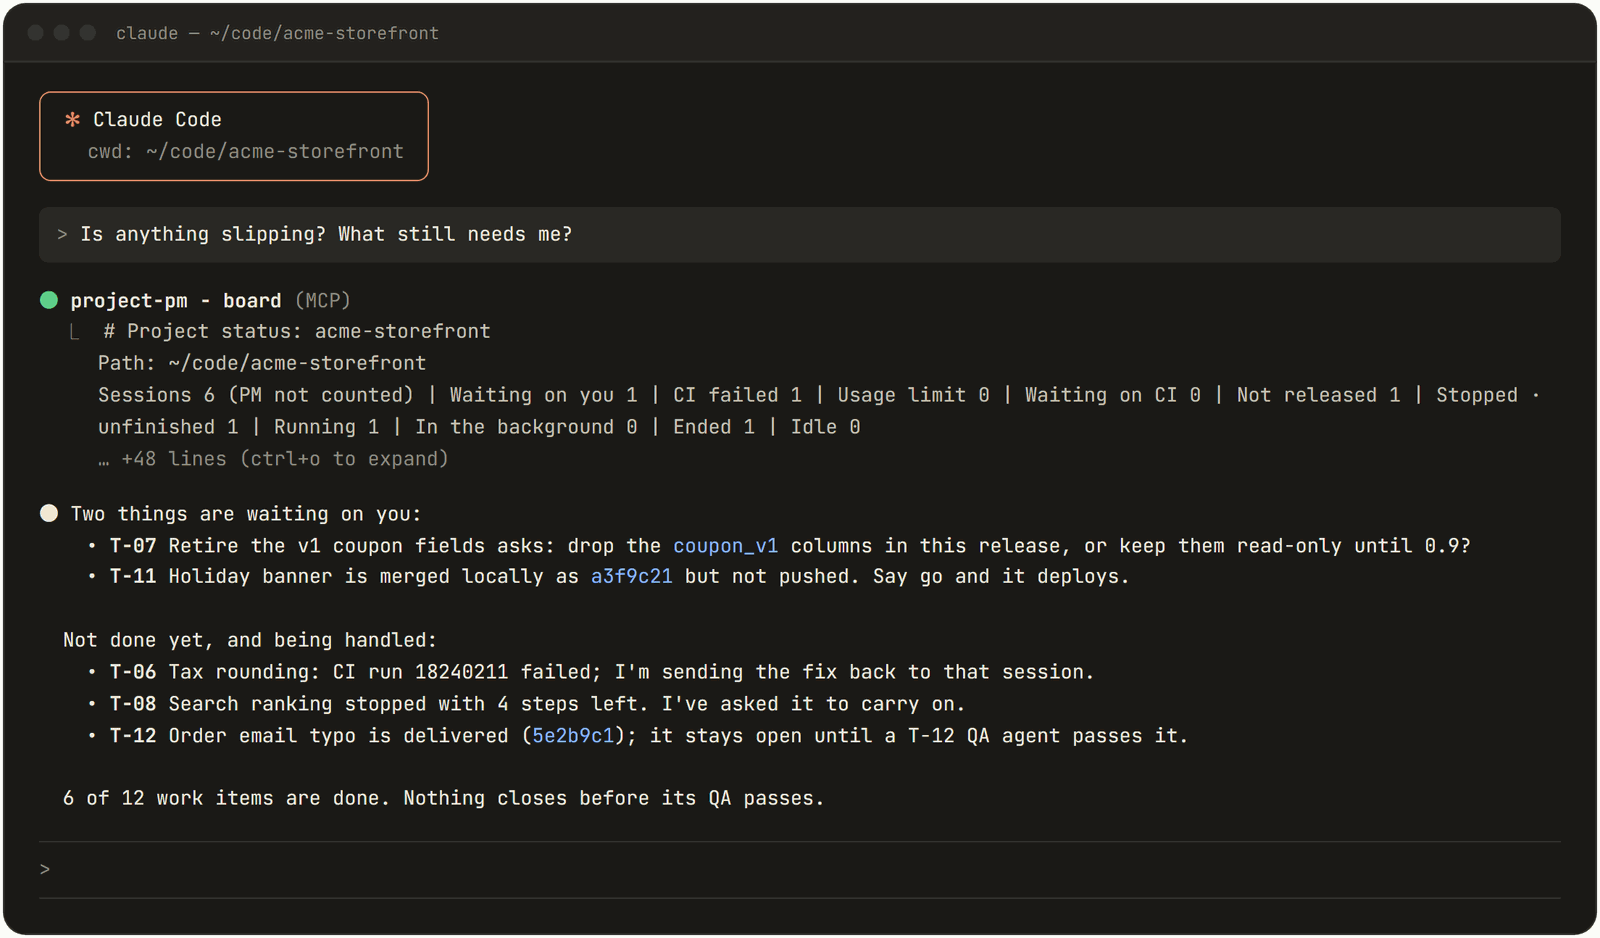 claude — ~/code/acme-storefront
* Claude Code
cwd: ~/code/acme-storefront
> Is anything slipping? What still needs me?
project-pm - board (MCP)
⎿ # Project status: acme-storefront
Path: ~/code/acme-storefront
Sessions 6 (PM not counted) | Waiting on you 1 | CI failed 1 | Usage limit 0 | Waiting on CI 0 | Not released 1 | Stopped ·
unfinished 1 | Running 1 | In the background 0 | Ended 1 | Idle 0
… +48 lines (ctrl+o to expand)
Two things are waiting on you:
• T-07 Retire the v1 coupon fields asks: drop the coupon_v1 columns in this release, or keep them read-only until 0.9?
• T-11 Holiday banner is merged locally as a3f9c21 but not pushed. Say go and it deploys.
Not done yet, and being handled:
• T-06 Tax rounding: CI run 18240211 failed; I'm sending the fix back to that session.
• T-08 Search ranking stopped with 4 steps left. I've asked it to carry on.
• T-12 Order email typo is delivered (5e2b9c1); it stays open until a T-12 QA agent passes it.
6 of 12 work items are done. Nothing closes before its QA passes.
>